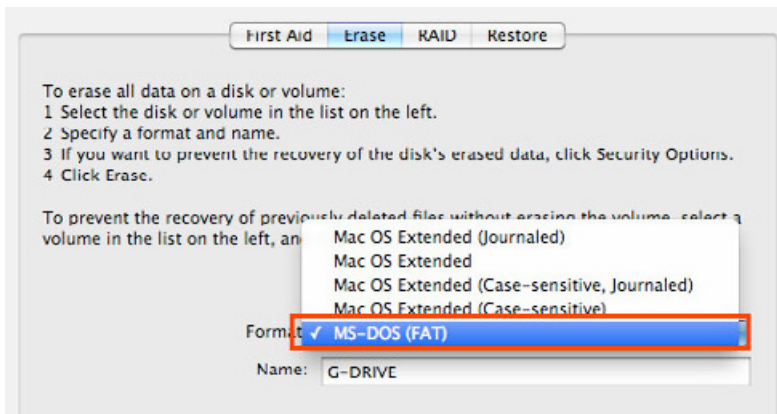 First Aid Erase RAID Restore
To erase all data on a disk or volume:
1 Select the disk or volume in the list on the left.
2 Specify a format and name.
3 If you want to prevent the recovery of the disk's erased data, click Security Options.
4 Click Erase.
To prevent the recovery of previously deleted files without erasing the volume, select a
volume in the list on the left, an
Mac OS Extended (Journaled)
Mac OS Extended
Mac OS Extended (Case-sensitive, Journaled)
Mac OS Extended (Case-sensitive)
Format ✓ MS-DOS (FAT)
Name: G-DRIVE